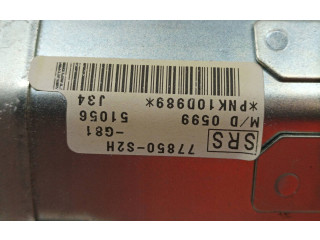 SRS
77850-S2H
-G81
M/D 0599
51056
*PNK10D989*
J34